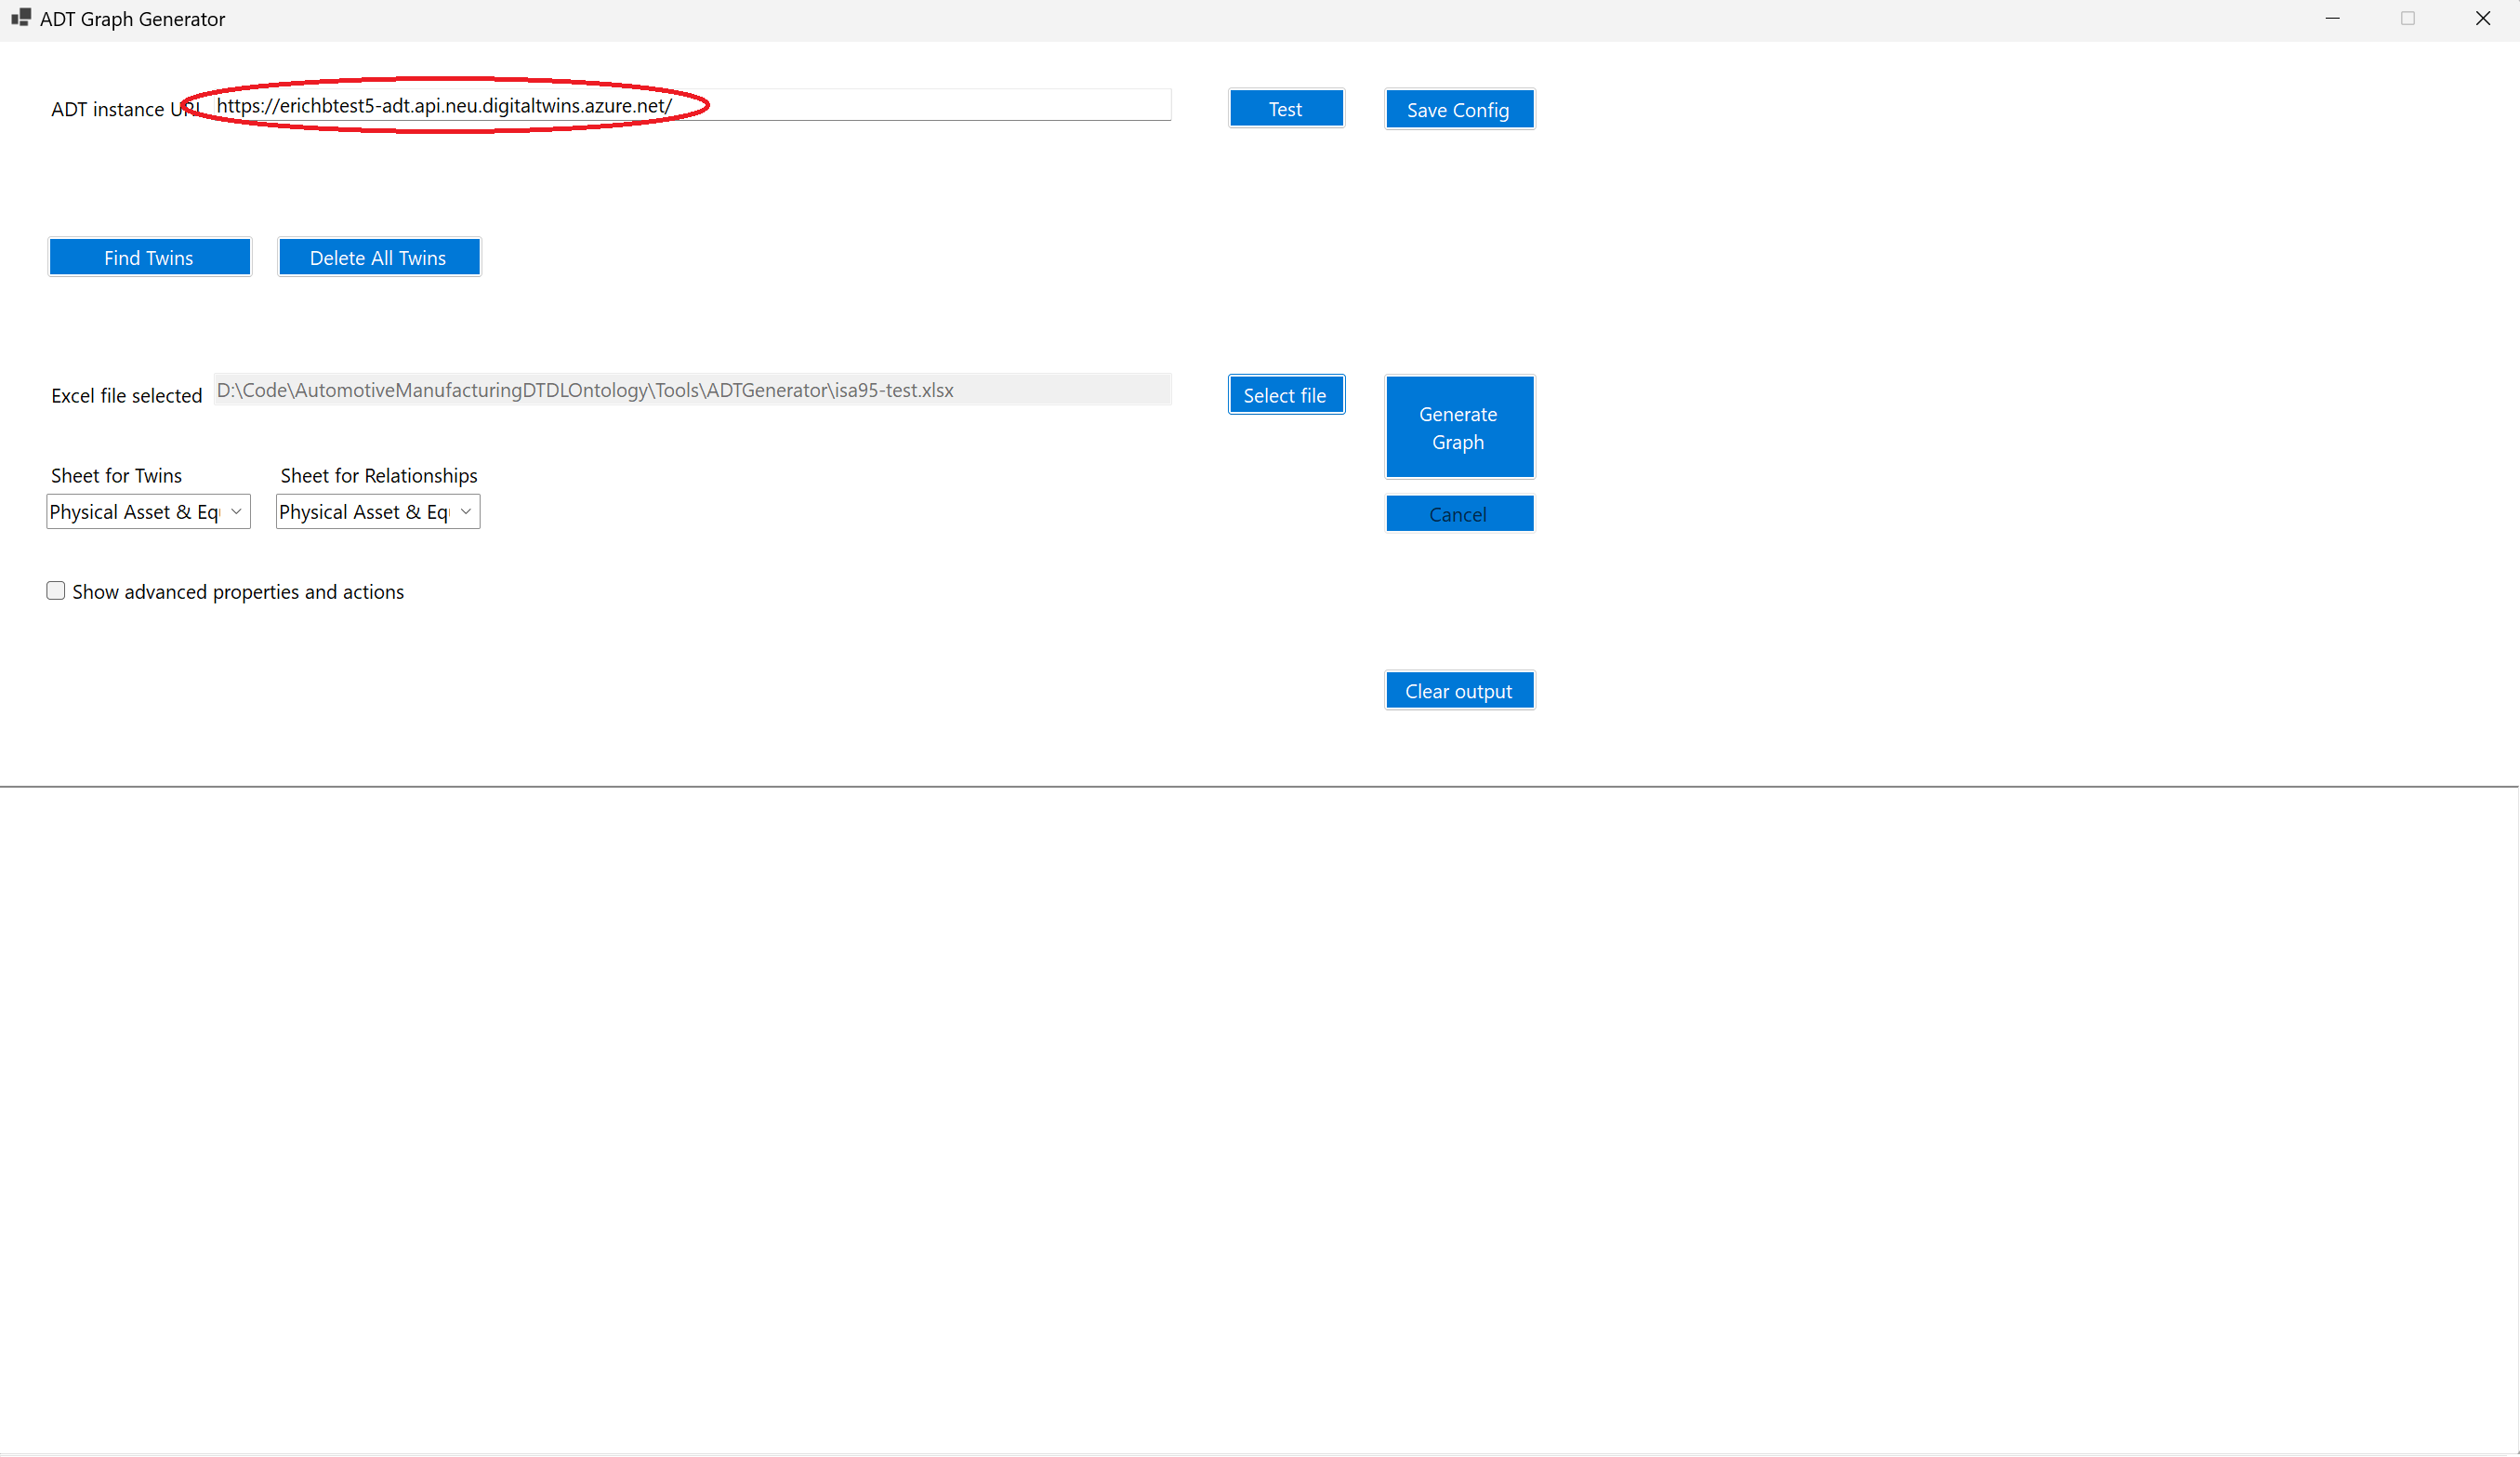 ADT Graph Generator
ADT instance URL https://erichbtest5-adt.api.neu.digitaltwins.azure.net/ Test Save Config
Find Twins Delete All Twins
Excel file selected D:\Code\AutomotiveManufacturingDTDLOntology\Tools\ADTGenerator\isa95-test.xlsx Select file
Generate
Graph
Sheet for Twins Sheet for Relationships
Physical Asset & Eq Physical Asset & Eq
Cancel
Show advanced properties and actions
Clear output